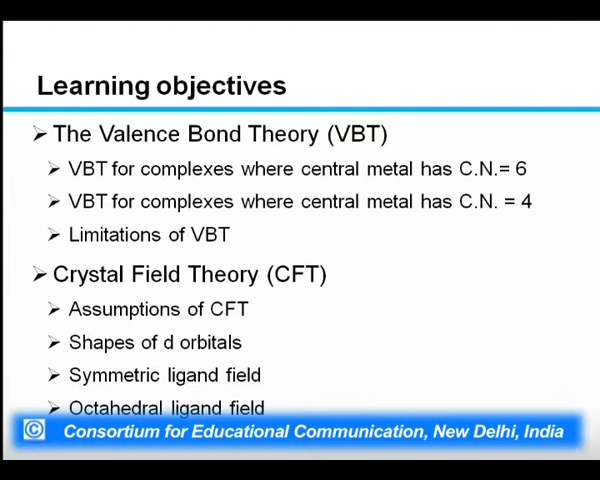 Learning objectives
➢ The Valence Bond Theory (VBT)
➢ VBT for complexes where central metal has C.N.= 6
➢ VBT for complexes where central metal has C.N. = 4
➢ Limitations of VBT
➢ Crystal Field Theory (CFT)
➢ Assumptions of CFT
➢ Shapes of d orbitals
➢ Symmetric ligand field
➢ Octahedral ligand field
© Consortium for Educational Communication, New Delhi, India